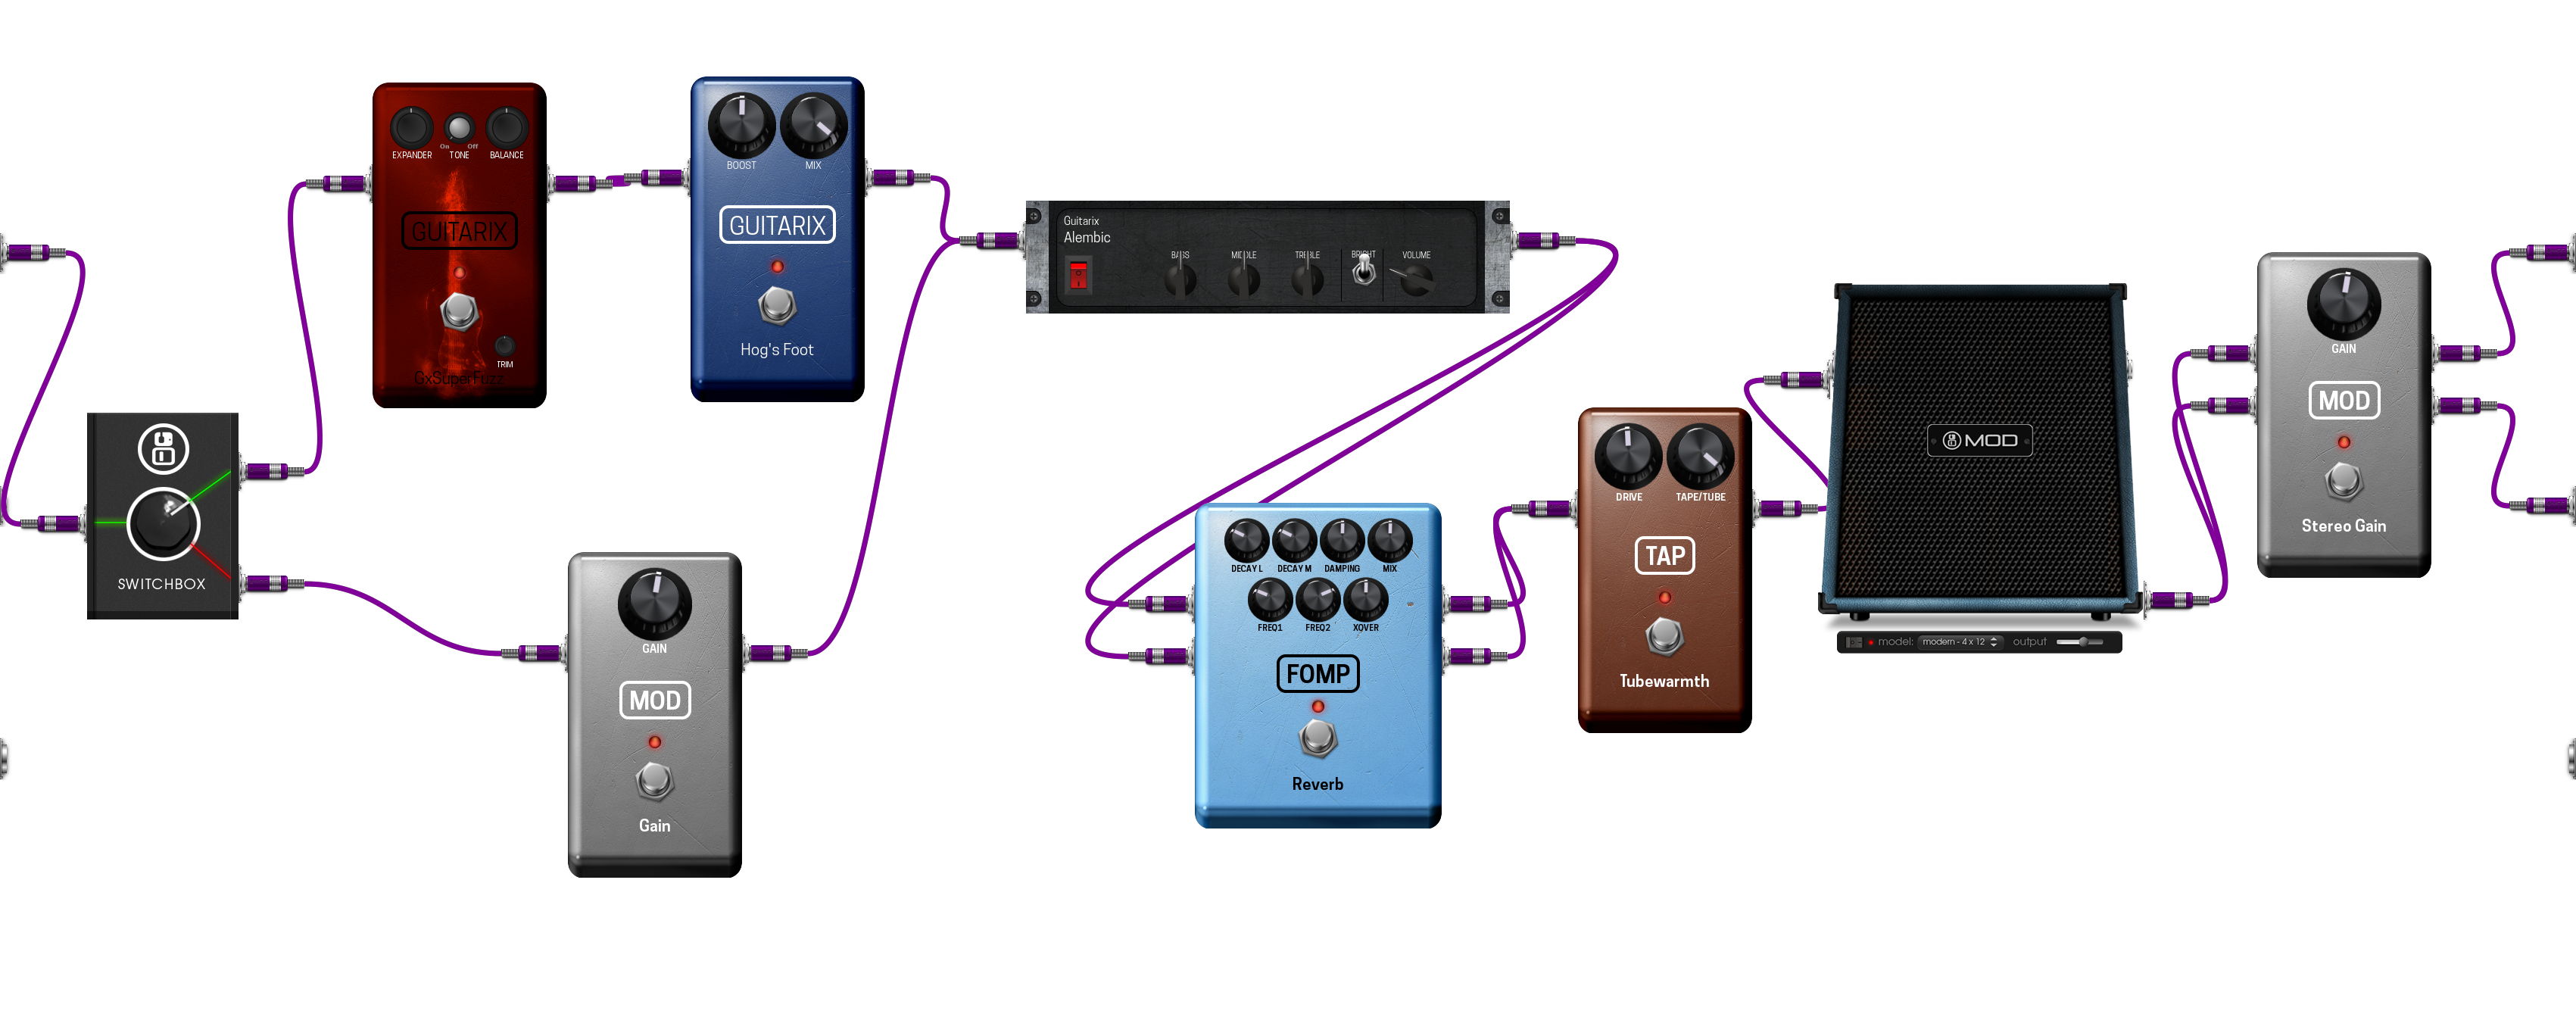 SWITCHBOX
EXPANDER
TONE
BALANCE
On
Off
GUITARIX
TRIM
GxSuperFuzz
BOOST
MIX
GUITARIX
Hog's Foot
GAIN
MOD
Gain
Guitarix
Alembic
BASS
MIDDLE
TREBLE
BRIGHT
VOLUME
DECAY L
DECAY M
DAMPING
MIX
FREQ1
FREQ2
XOVER
FOMP
Reverb
DRIVE
TAPE/TUBE
TAP
Tubewarmth
MOD
model:
modern - 4 x 12
output
GAIN
MOD
Stereo Gain